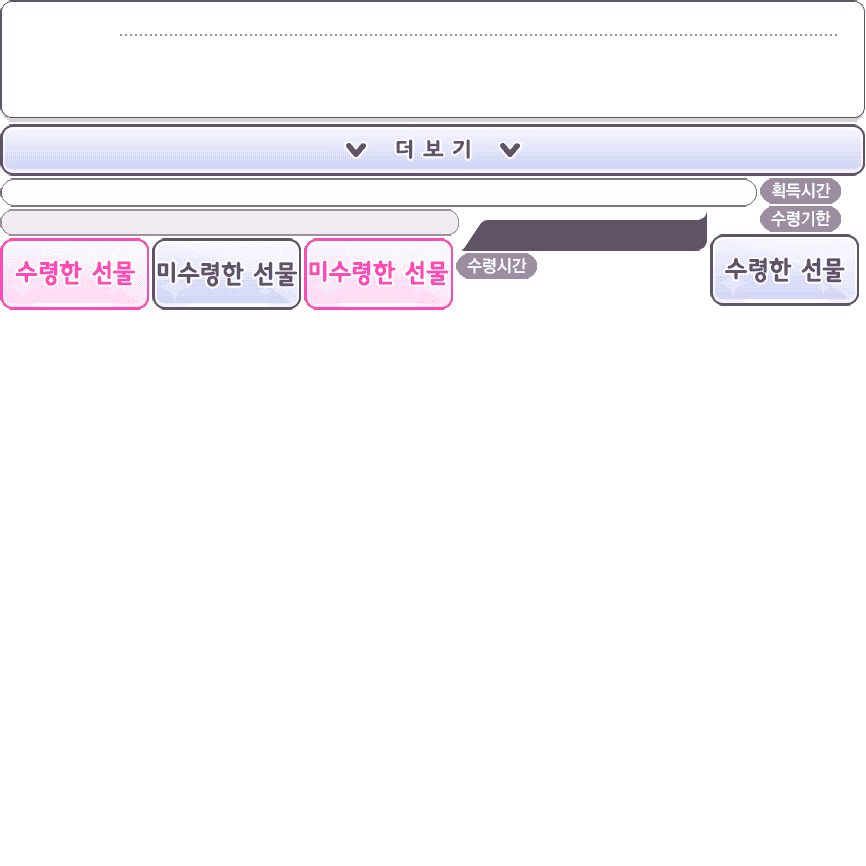 더 보 기
획득시간
수령기한
수령한 선물
미수령한 선물
미수령한 선물
수령시간
수령한 선물